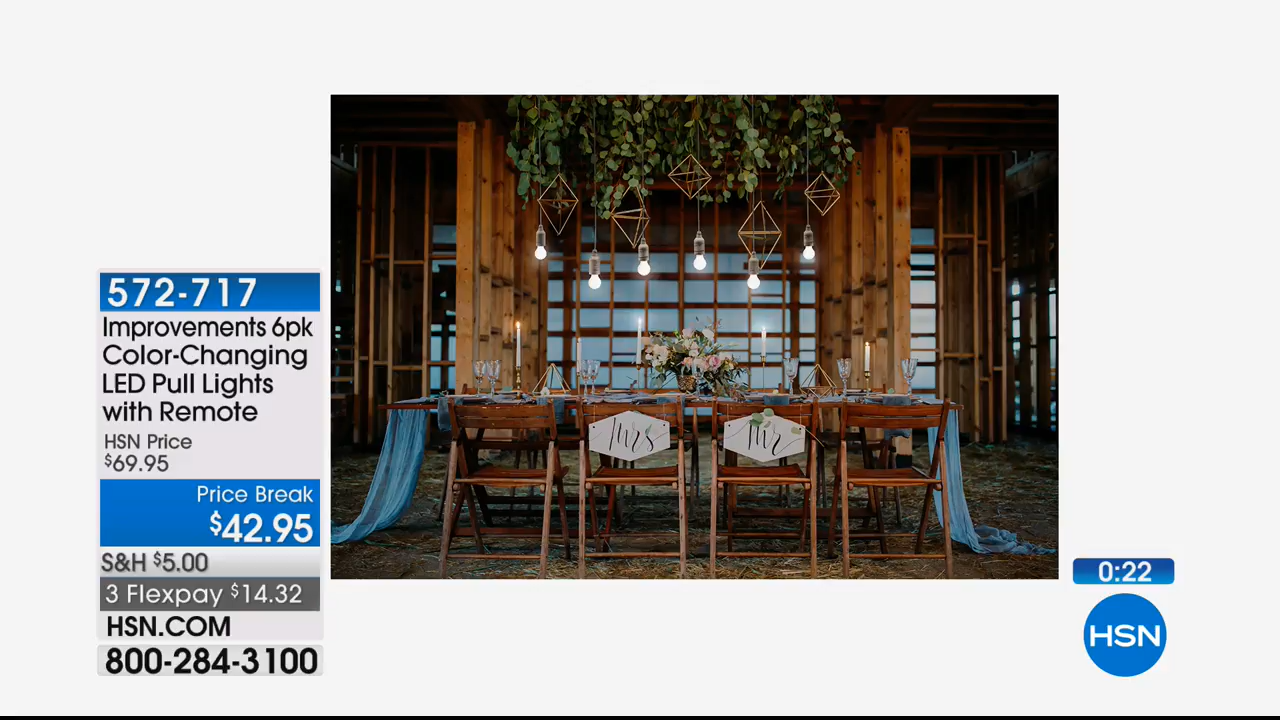 572-717
Improvements 6pk
Color-Changing
LED Pull Lights
with Remote
HSN Price
$69.95
Price Break
$42.95
S&H $5.00
3 Flexpay $14.32
HSN.COM
800-284-3100
Mrs
Mr
0:22
HSN